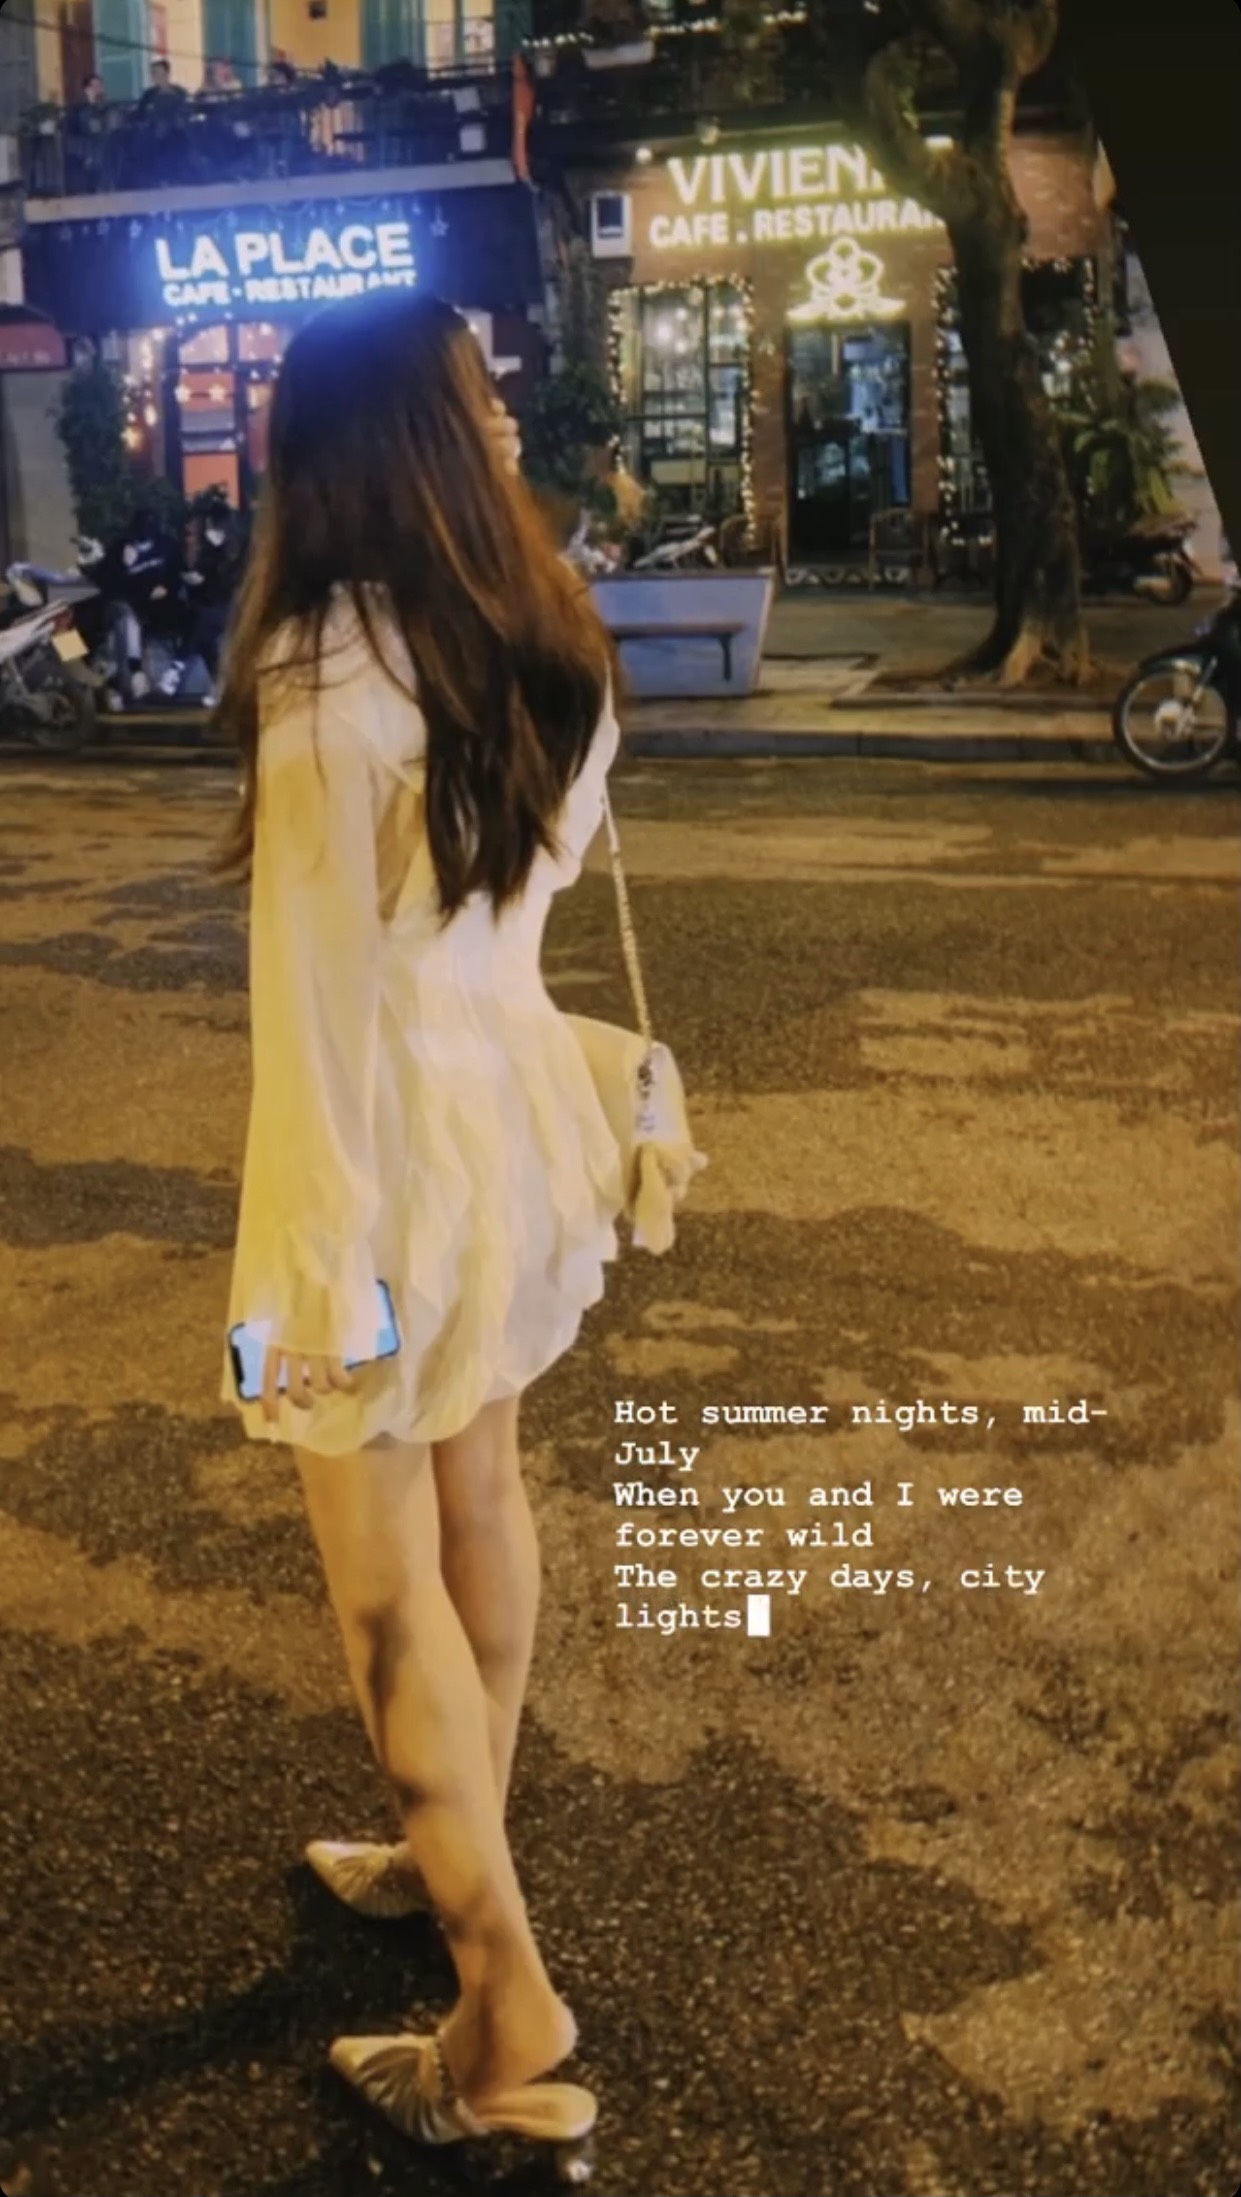 LA PLACE
CAFE · RESTAURANT
VIVIEN
CAFE . RESTAURAN
Hot summer nights, mid-
July
When you and I were
forever wild
The crazy days, city
lights